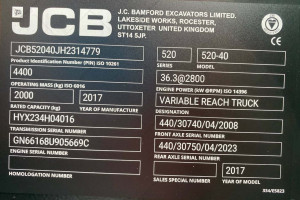 JCB
J.C. BAMFORD EXCAVATORS LIMITED.
LAKESIDE WORKS, ROCESTER,
UTTOXETER UNITED KINGDOM
ST14 5JP.
JCB52040JH2314779
Product Identification Number (PIN) ISO 10261
520 520-40
SERIES MODEL
4400
OPERATING MASS (kg) ISO 6016
36.3@2800
ENGINE POWER (kW @RPM) ISO 14396
2000 2017
RATED CAPACITY (kg) YEAR OF MANUFACTURE
VARIABLE REACH TRUCK
DESCRIPTION
HYX234H04016
TRANSMISSION SERIAL NUMBER
440/30740/04/2008
FRONT AXLE SERIAL NUMBER
GN66168U905669C
ENGINE SERIAL NUMBER
440/30750/04/2023
REAR AXLE SERIAL NUMBER
2017
HOMOLOGATION NUMBER
SALES SPECIAL NUMBER YEAR OF MODEL